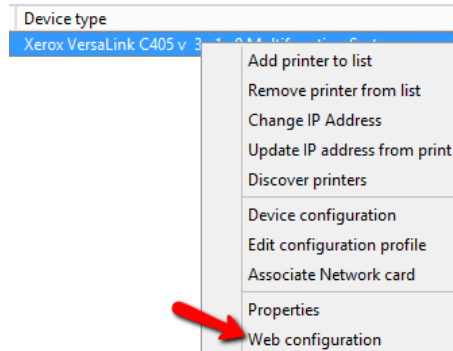 Device type
Xerox VersaLink C405 v
Add printer to list
Remove printer from list
Change IP Address
Update IP address from print
Discover printers
Device configuration
Edit configuration profile
Associate Network card
Properties
Web configuration